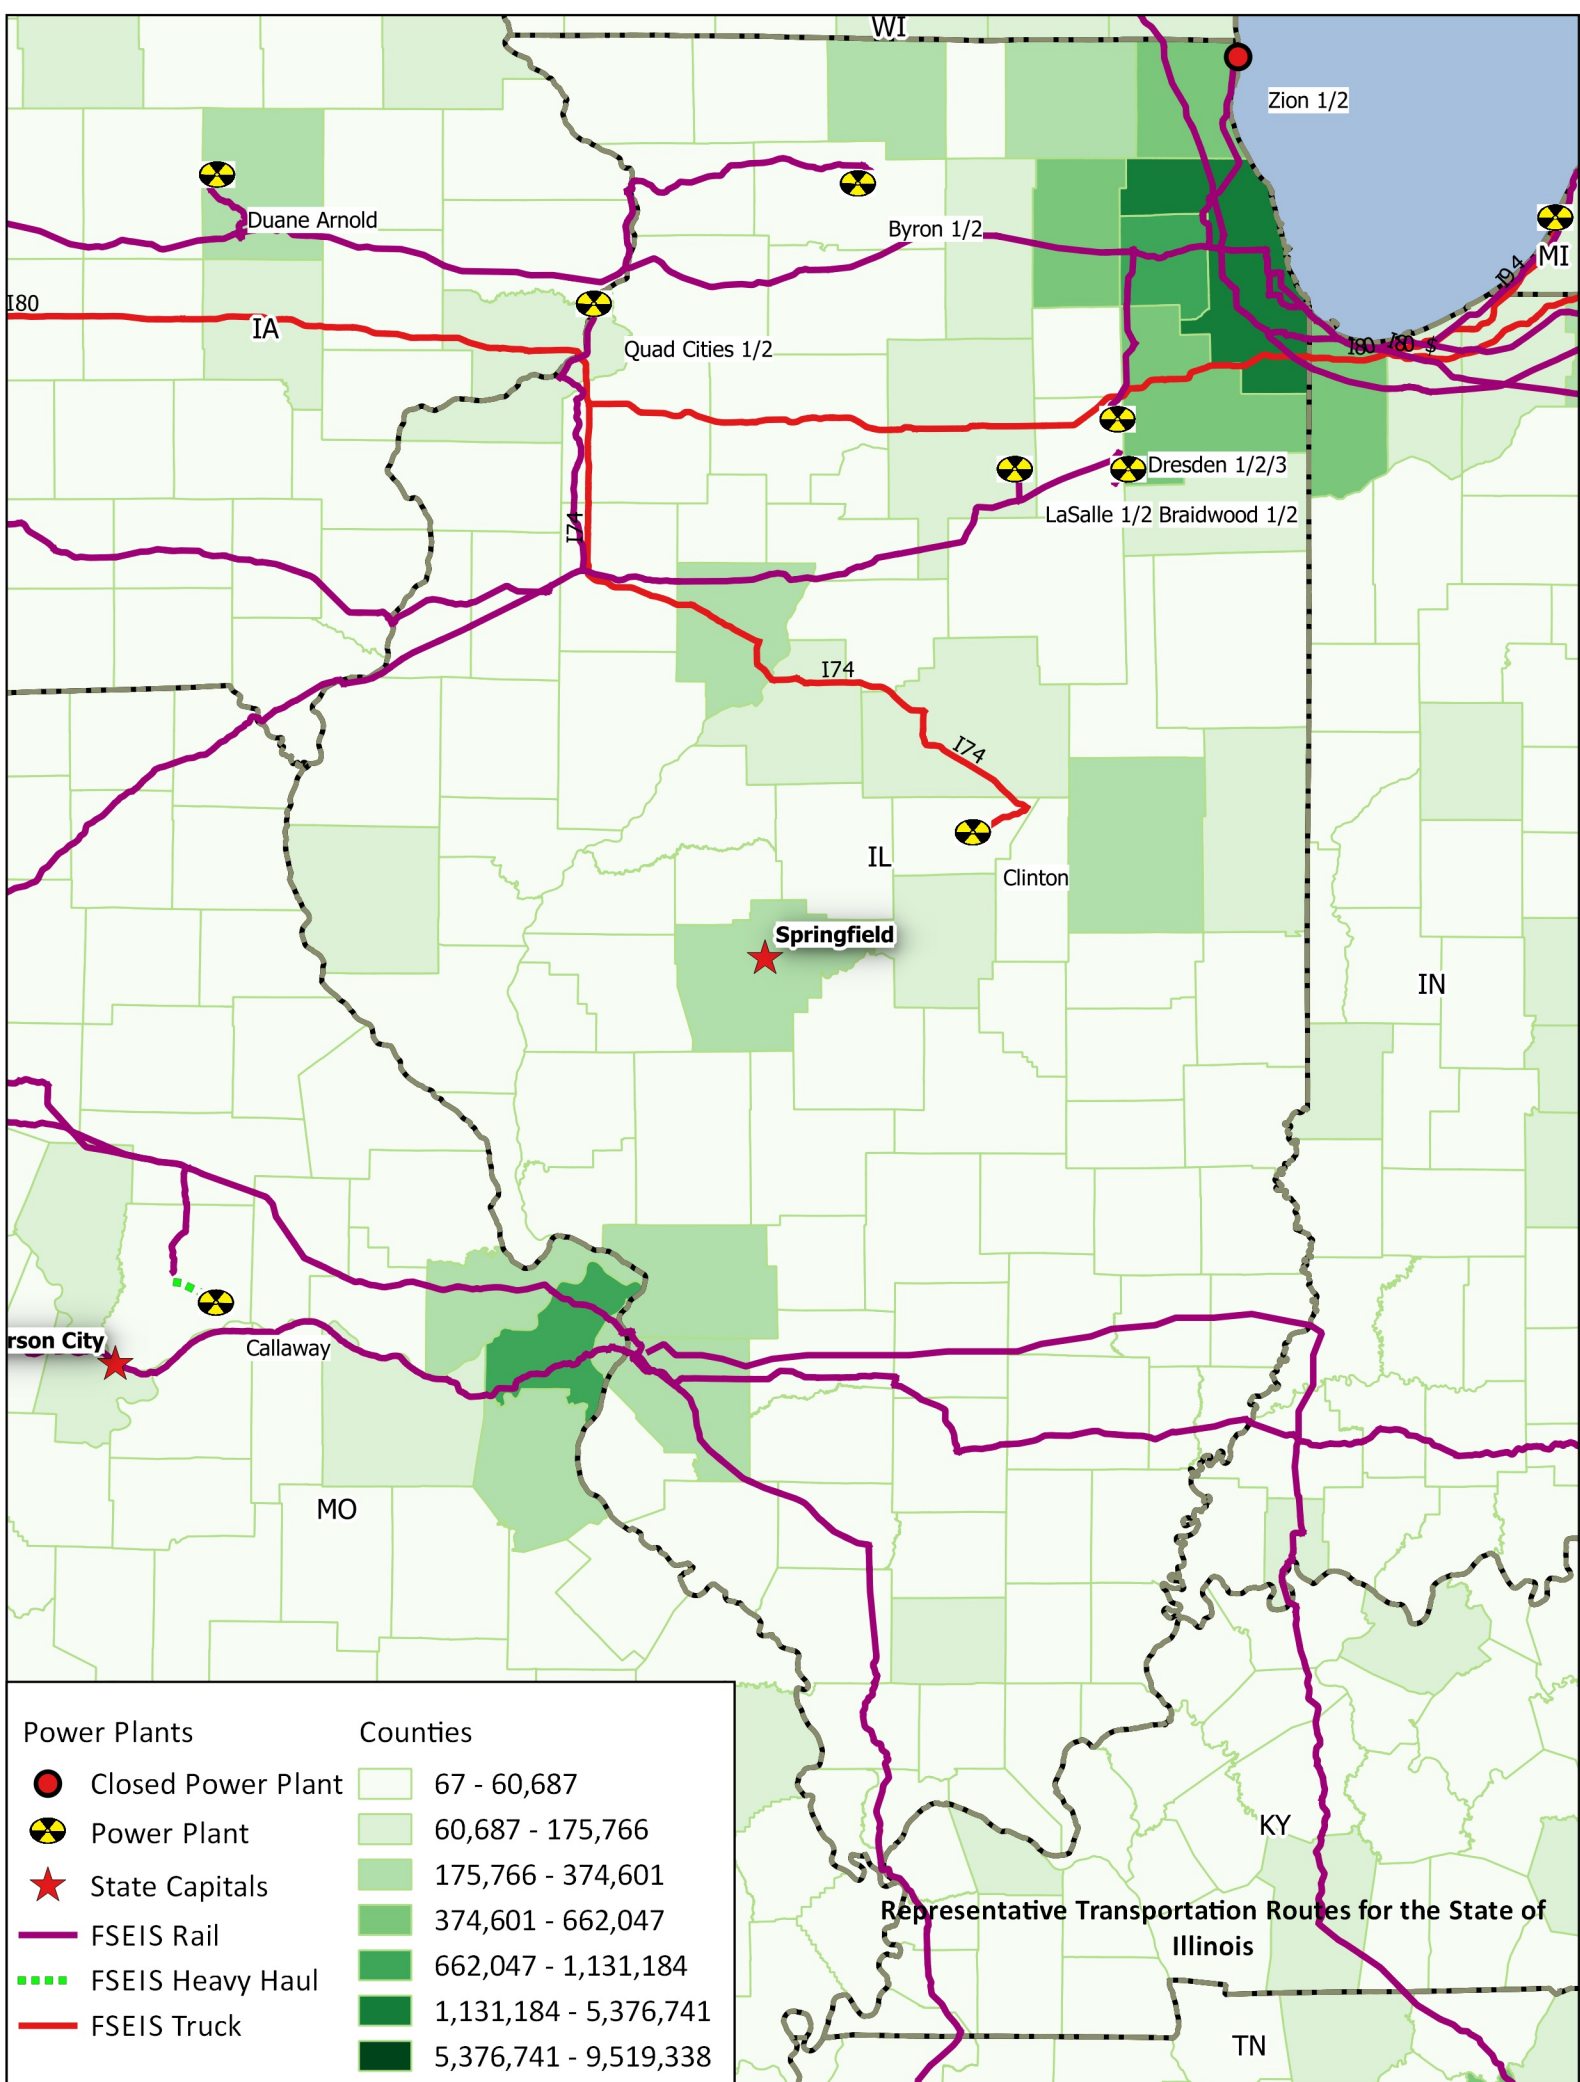 WI
Zion 1/2
Duane Arnold
Byron 1/2
MI
I94
I80
IA
Quad Cities 1/2
I80
I80
$
Dresden 1/2/3
LaSalle 1/2
Braidwood 1/2
I74
I74
I74
IL
Clinton
Springfield
IN
rson City
Callaway
MO
KY
Representative Transportation Routes for the State of
Illinois
TN
Power Plants
Closed Power Plant
Power Plant
State Capitals
FSEIS Rail
FSEIS Heavy Haul
FSEIS Truck
Counties
67 - 60,687
60,687 - 175,766
175,766 - 374,601
374,601 - 662,047
662,047 - 1,131,184
1,131,184 - 5,376,741
5,376,741 - 9,519,338